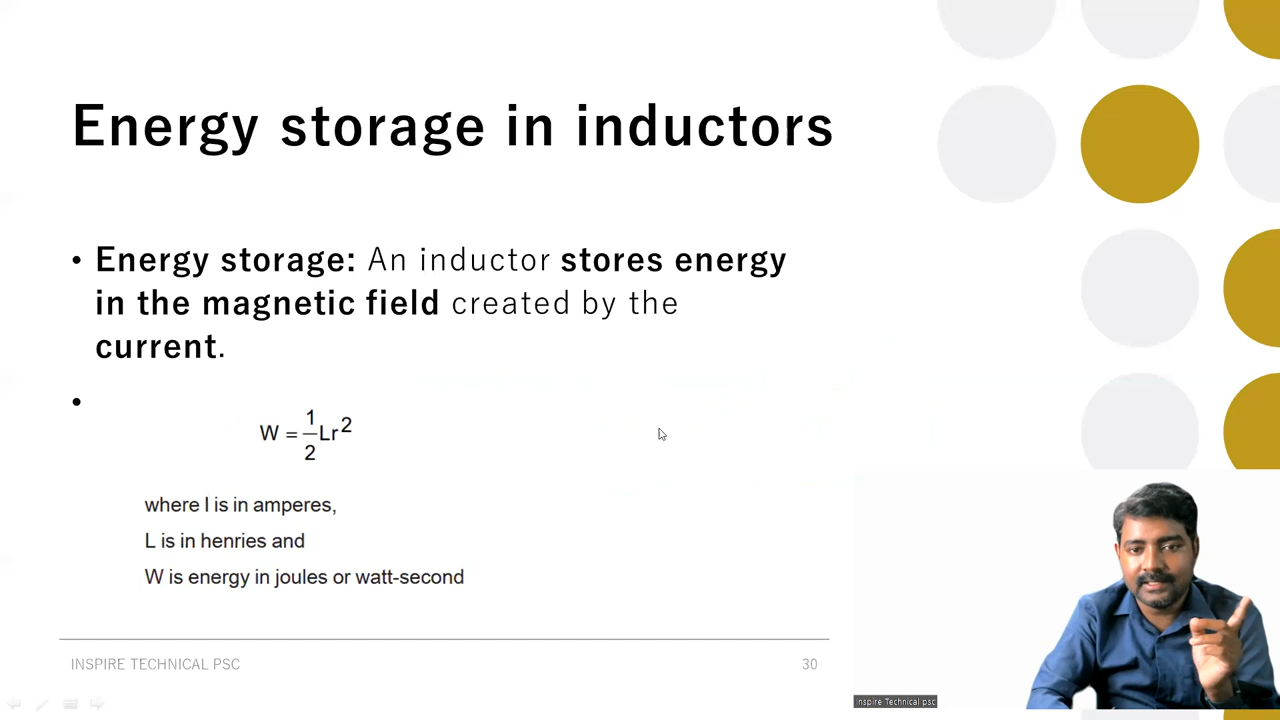 Energy storage in inductors
• Energy storage: An inductor stores energy
in the magnetic field created by the
current.
•
W = 1/2 Lr²
where I is in amperes,
L is in henries and
W is energy in joules or watt-second
INSPIRE TECHNICAL PSC
30
Inspire Technical psc